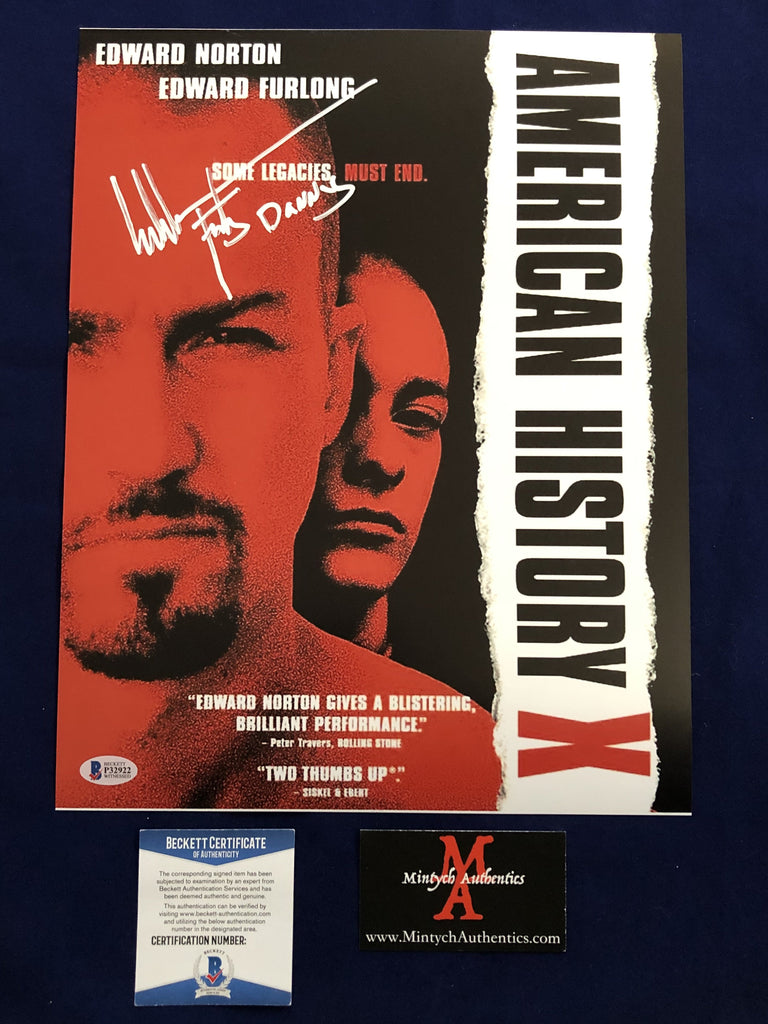 EDWARD NORTON
EDWARD FURLONG
SOME LEGACIES MUST END.
Danny
AMERICAN HISTORY X
"EDWARD NORTON GIVES A BLISTERING,
BRILLIANT PERFORMANCE."
– Peter Travers, ROLLING STONE
"TWO THUMBS UP®."
– SISKEL & EBERT
BECKETT
P32922
WITNESSED
BECKETT CERTIFICATE
OF AUTHENTICITY
The corresponding signed item has been
subjected to examination by an expert from
Beckett Authentication Services and has
been deemed authentic and genuine.
This authentication can be verified by
visiting www.beckett-authentication.com
and utilizing the below authentication
number in the designated area.
CERTIFICATION NUMBER:
BECKETT
B
MA
Mintych Authentics
www.MintychAuthentics.com